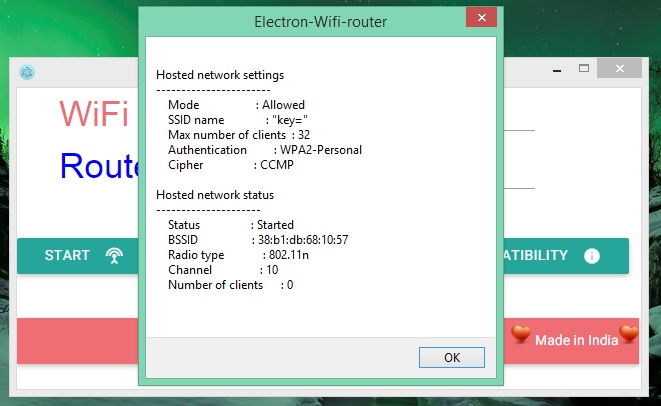 Electron-Wifi-router
WiFi
Route
Hosted network settings
-----------------------
Mode : Allowed
SSID name : "key="
Max number of clients : 32
Authentication : WPA2-Personal
Cipher : CCMP
Hosted network status
---------------------
Status : Started
BSSID : 38:b1:db:68:10:57
Radio type : 802.11n
Channel : 10
Number of clients : 0
START
ATIBILITY
Made in India
OK